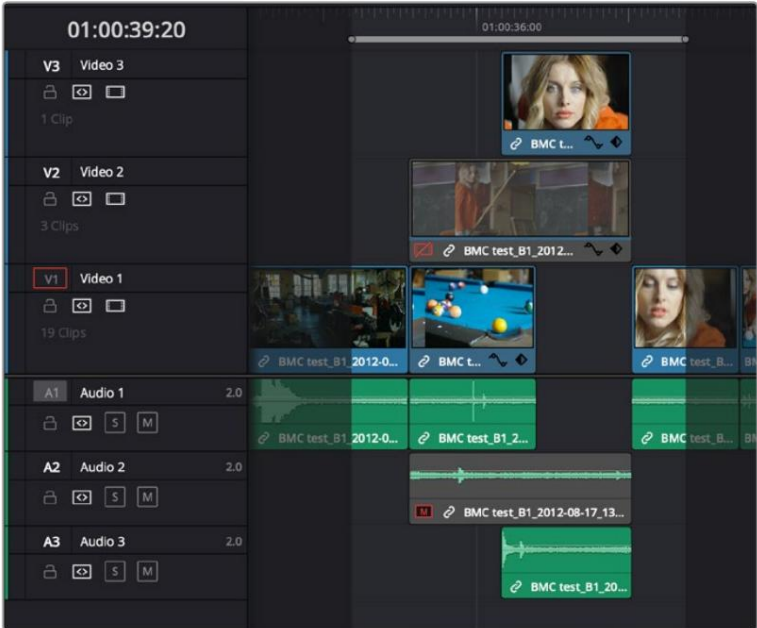 01:00:39:20
01:00:36:00
V3 Video 3
1 Clip
BMC t...
V2 Video 2
3 Clips
BMC test_B1_2012...
V1 Video 1
19 Clips
BMC test_B1_2012-0...
BMC t...
BMC test_B...
BM
A1 Audio 1 2.0
S M
BMC test_B1_2012-0...
BMC test_B1_2...
BMC test_B...
BM
A2 Audio 2 2.0
S M
M BMC test_B1_2012-08-17_13...
A3 Audio 3 2.0
S M
BMC test_B1_20...